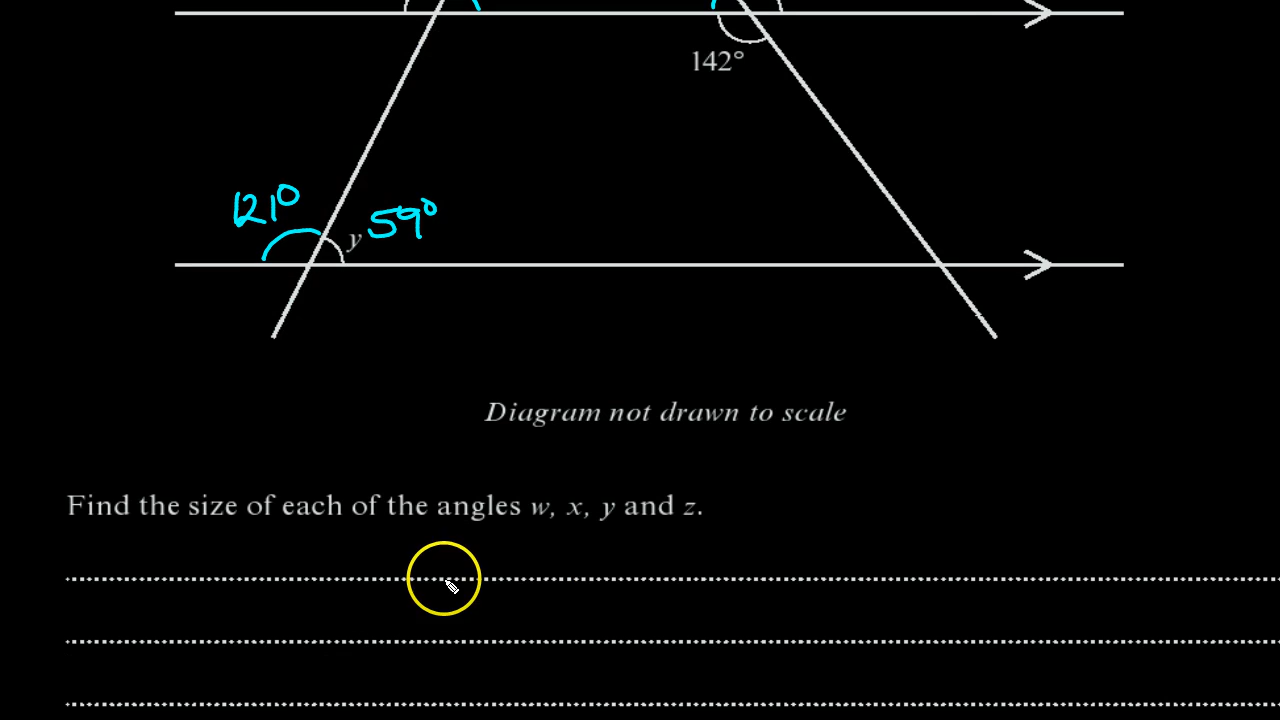 142°
121°
y 59°
Diagram not drawn to scale
Find the size of each of the angles w, x, y and z.